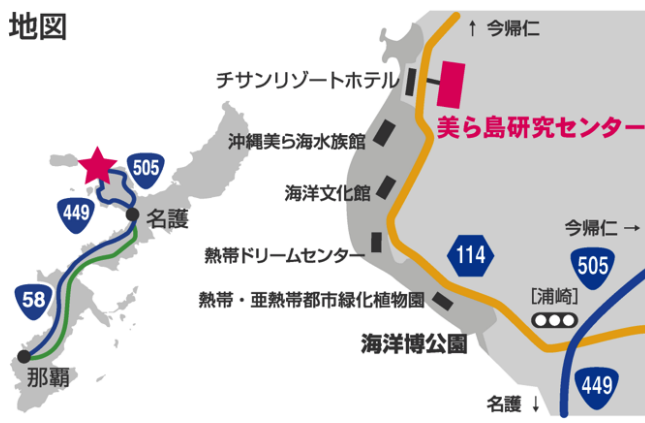 地図
↑ 今帰仁
チサンリゾートホテル
美ら島研究センター
沖縄美ら海水族館
海洋文化館
熱帯ドリームセンター
熱帯・亜熱帯都市緑化植物園
海洋博公園
114
今帰仁 →
505
[浦崎]
449
名護 ↓
505
449
名護
58
那覇